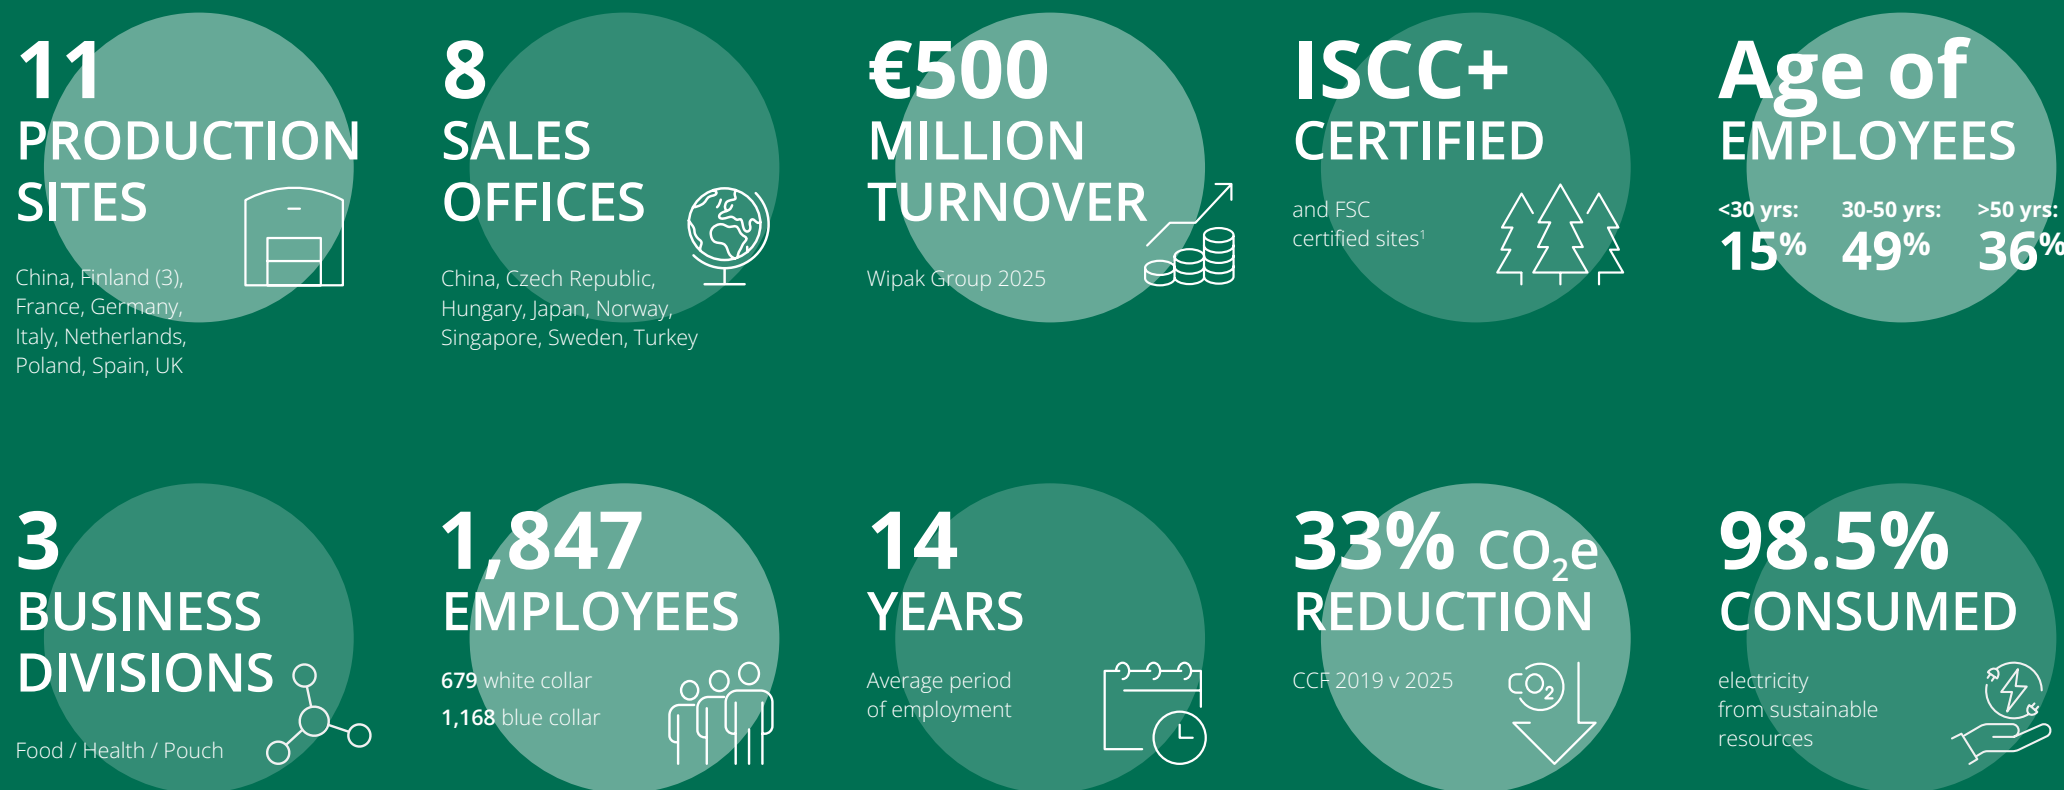 11
PRODUCTION
SITES
China, Finland (3),
France, Germany,
Italy, Netherlands,
Poland, Spain, UK
8
SALES
OFFICES
China, Czech Republic,
Hungary, Japan, Norway,
Singapore, Sweden, Turkey
€500
MILLION
TURNOVER
Wipak Group 2025
ISCC+
CERTIFIED
and FSC
certified sites¹
Age of
EMPLOYEES
<30 yrs: 30-50 yrs: >50 yrs:
15% 49% 36%
3
BUSINESS
DIVISIONS
Food / Health / Pouch
1,847
EMPLOYEES
679 white collar
1,168 blue collar
14
YEARS
Average period
of employment
33% CO₂e
REDUCTION
CCF 2019 v 2025
CO₂
98.5%
CONSUMED
electricity
from sustainable
resources